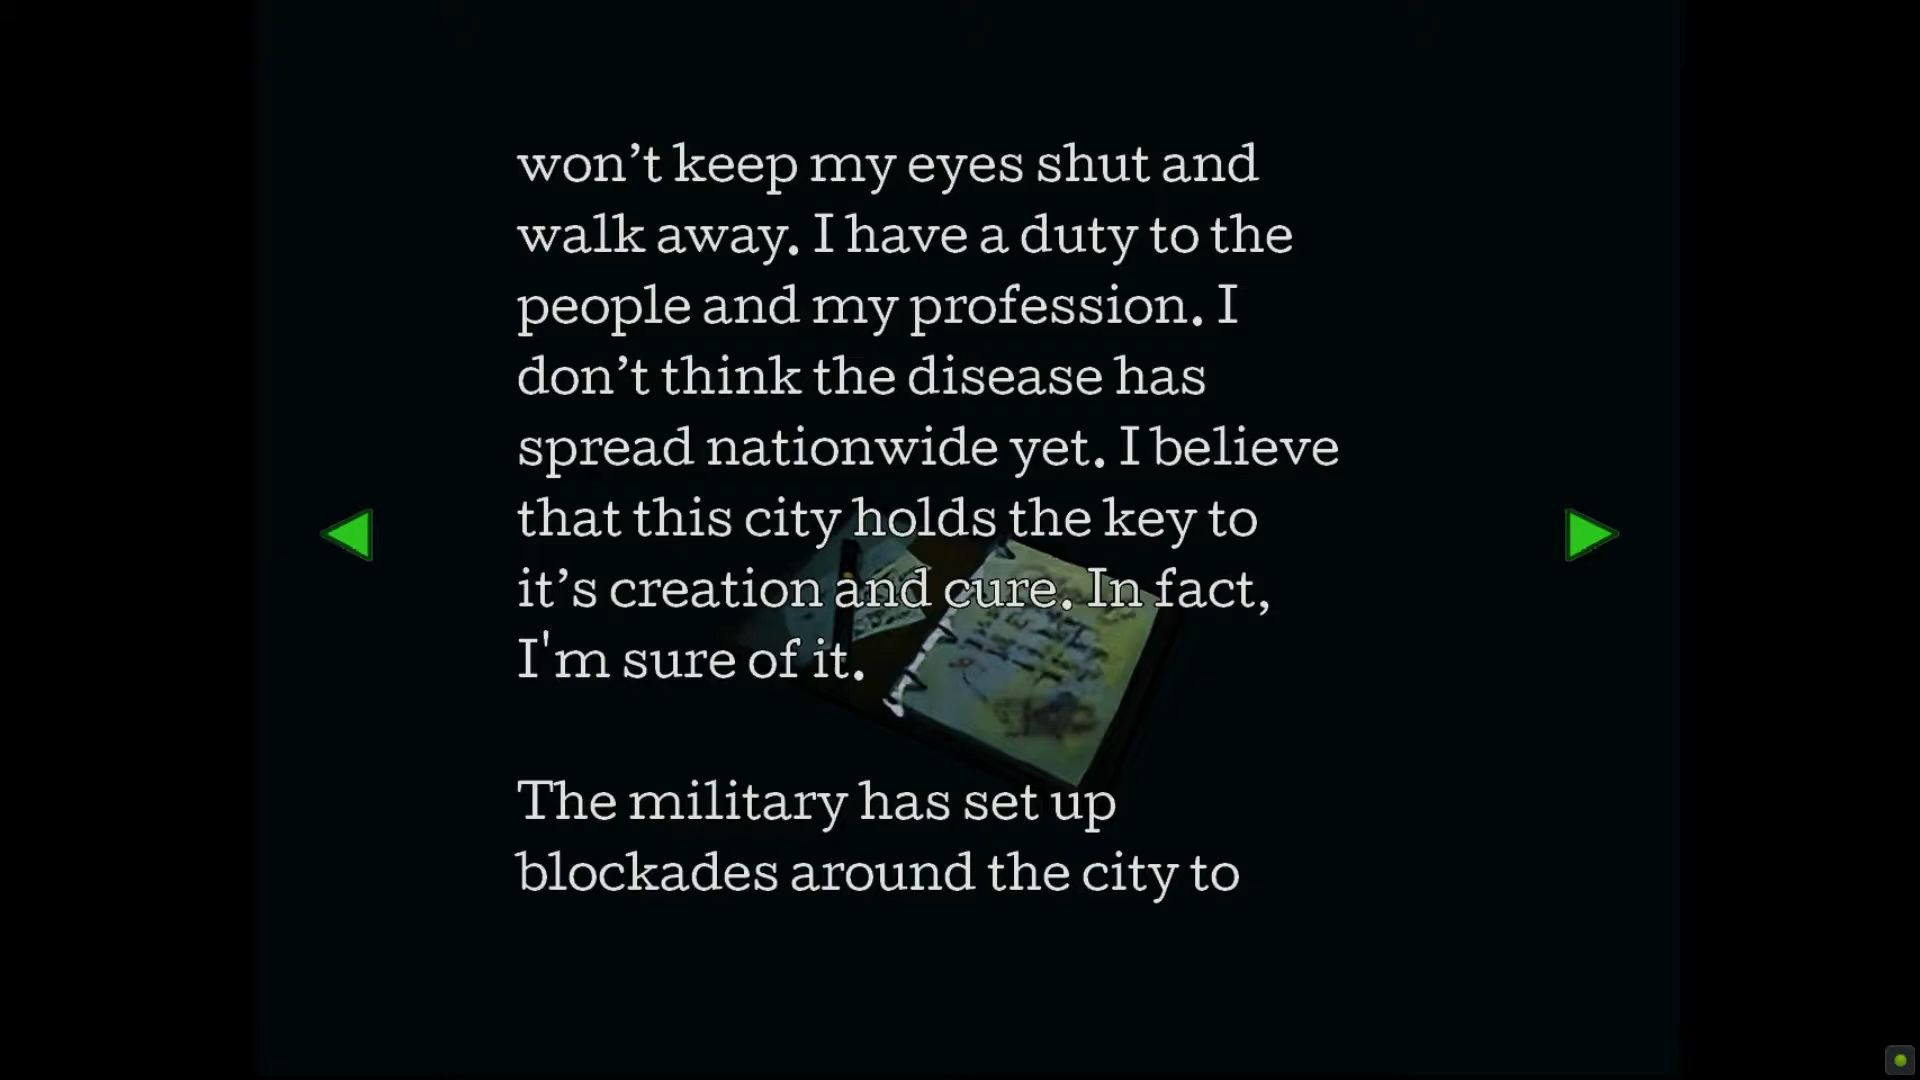 won’t keep my eyes shut and
walk away. I have a duty to the
people and my profession. I
don’t think the disease has
spread nationwide yet. I believe
that this city holds the key to
it’s creation and cure. In fact,
I'm sure of it.
The military has set up
blockades around the city to